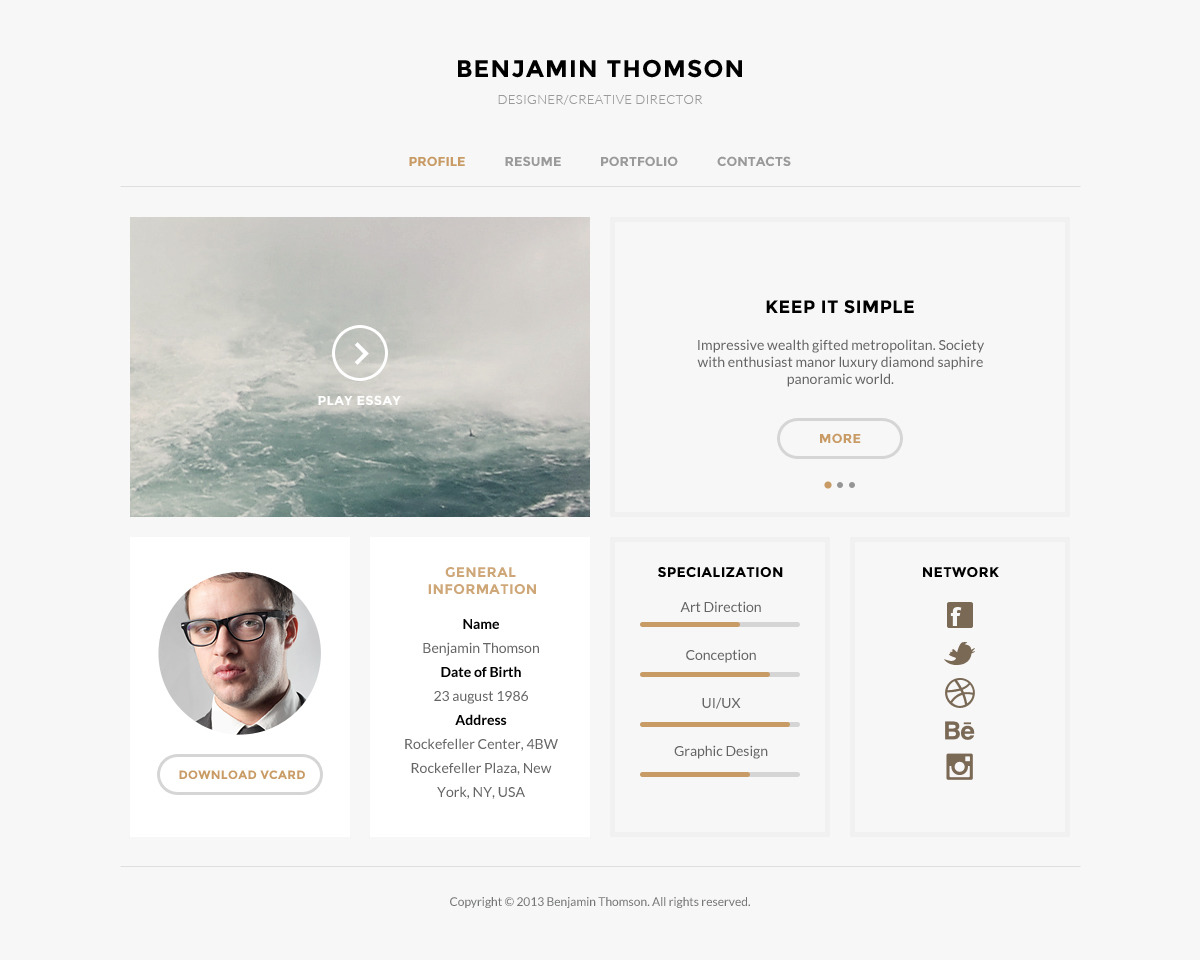 BENJAMIN THOMSON
DESIGNER/CREATIVE DIRECTOR
PROFILE RESUME PORTFOLIO CONTACTS
PLAY ESSAY
KEEP IT SIMPLE
Impressive wealth gifted metropolitan. Society
with enthusiast manor luxury diamond saphire
panoramic world.
MORE
DOWNLOAD VCARD
GENERAL
INFORMATION
Name
Benjamin Thomson
Date of Birth
23 august 1986
Address
Rockefeller Center, 4BW
Rockefeller Plaza, New
York, NY, USA
SPECIALIZATION
Art Direction
Conception
UI/UX
Graphic Design
NETWORK
f
Bē
Copyright © 2013 Benjamin Thomson. All rights reserved.